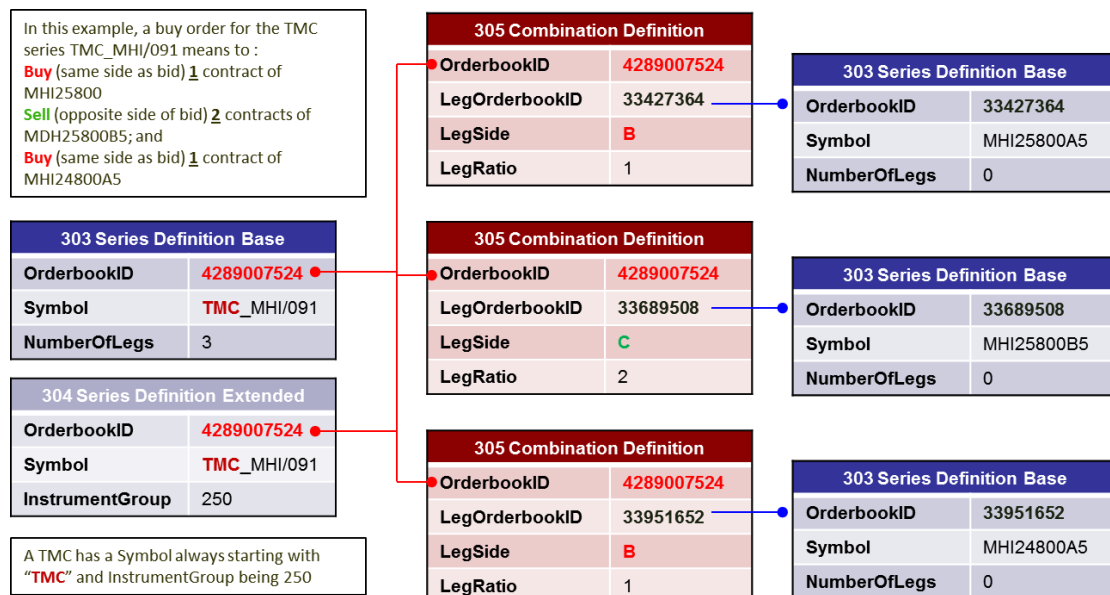 In this example, a buy order for the TMC
series TMC_MHI/091 means to :
Buy (same side as bid) 1 contract of
MHI25800
Sell (opposite side of bid) 2 contracts of
MDH25800B5; and
Buy (same side as bid) 1 contract of
MHI24800A5
303 Series Definition Base
OrderbookID 4289007524
Symbol TMC_MHI/091
NumberOfLegs 3
304 Series Definition Extended
OrderbookID 4289007524
Symbol TMC_MHI/091
InstrumentGroup 250
A TMC has a Symbol always starting with
“TMC” and InstrumentGroup being 250
305 Combination Definition
OrderbookID 4289007524
LegOrderbookID 33427364
LegSide B
LegRatio 1
305 Combination Definition
OrderbookID 4289007524
LegOrderbookID 33689508
LegSide C
LegRatio 2
305 Combination Definition
OrderbookID 4289007524
LegOrderbookID 33951652
LegSide B
LegRatio 1
303 Series Definition Base
OrderbookID 33427364
Symbol MHI25800A5
NumberOfLegs 0
303 Series Definition Base
OrderbookID 33689508
Symbol MHI25800B5
NumberOfLegs 0
303 Series Definition Base
OrderbookID 33951652
Symbol MHI24800A5
NumberOfLegs 0